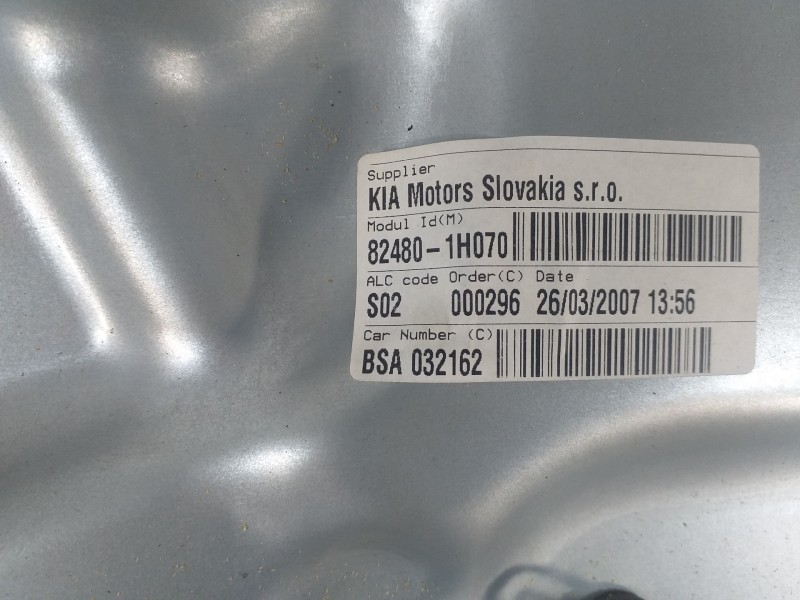 Supplier
KIA Motors Slovakia s.r.o.
Modul Id(M)
82480-1H070
ALC code Order(C) Date
S02 000296 26/03/2007 13:56
Car Number (C)
BSA 032162